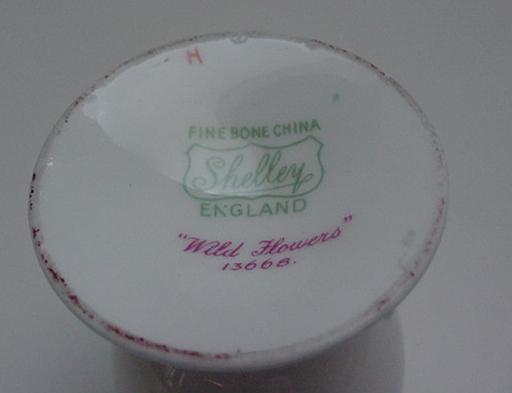 H
FINE BONE CHINA
Shelley
ENGLAND
"Wild Flowers"
13668.